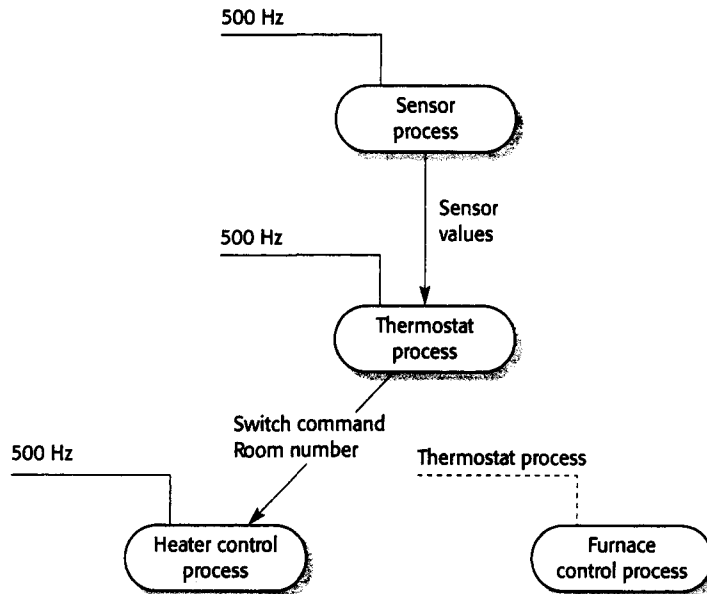 500 Hz
Sensor
process
Sensor
values
500 Hz
Thermostat
process
Switch command
Room number
500 Hz
Thermostat process
Heater control
process
Furnace
control process